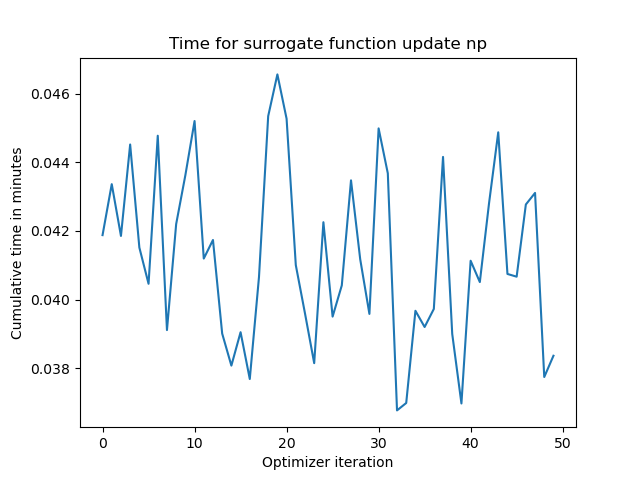 Time for surrogate function update np
0.046
0.044
0.042
0.040
0.038
Cumulative time in minutes
0 10 20 30 40 50
Optimizer iteration